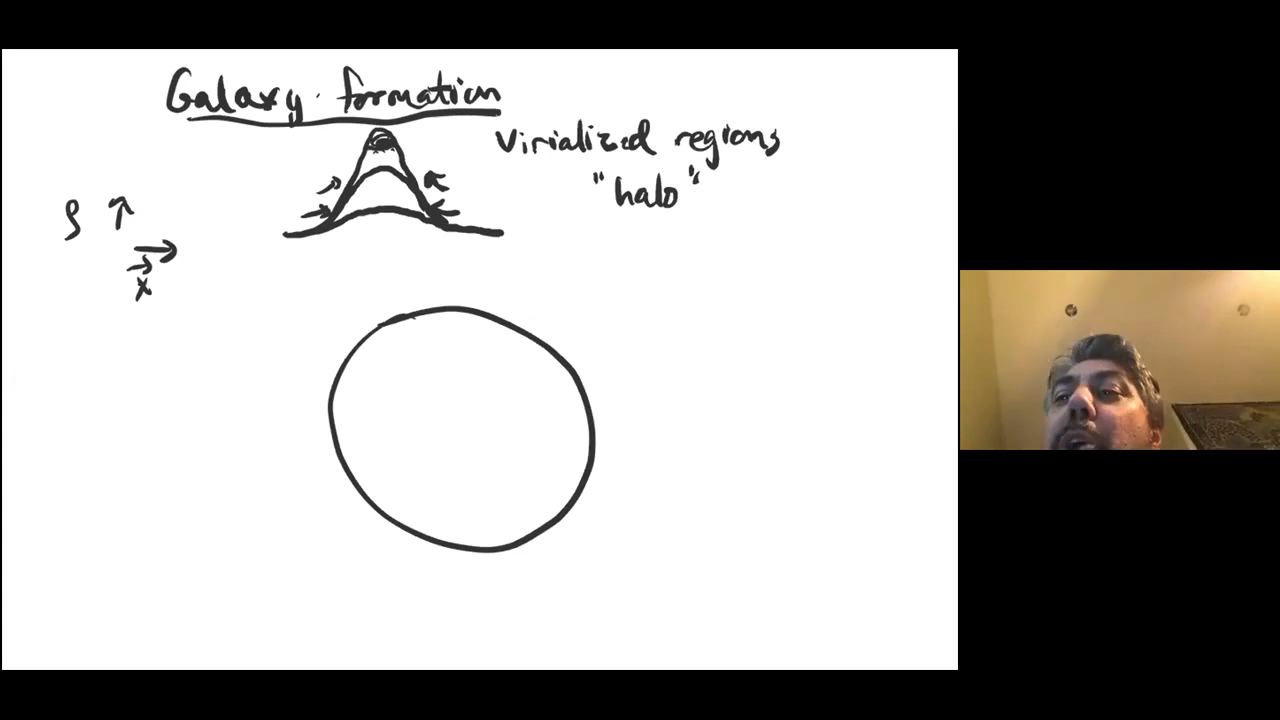 Galaxy formation
Virialized regions
"halo"
ρ ↑
→
x